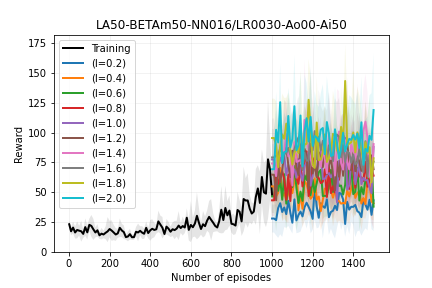 LA50-BETAm50-NN016/LR0030-Ao00-Ai50
Reward
175
150
125
100
75
50
25
0
Training
(l=0.2)
(l=0.4)
(l=0.6)
(l=0.8)
(l=1.0)
(l=1.2)
(l=1.4)
(l=1.6)
(l=1.8)
(l=2.0)
0 200 400 600 800 1000 1200 1400
Number of episodes